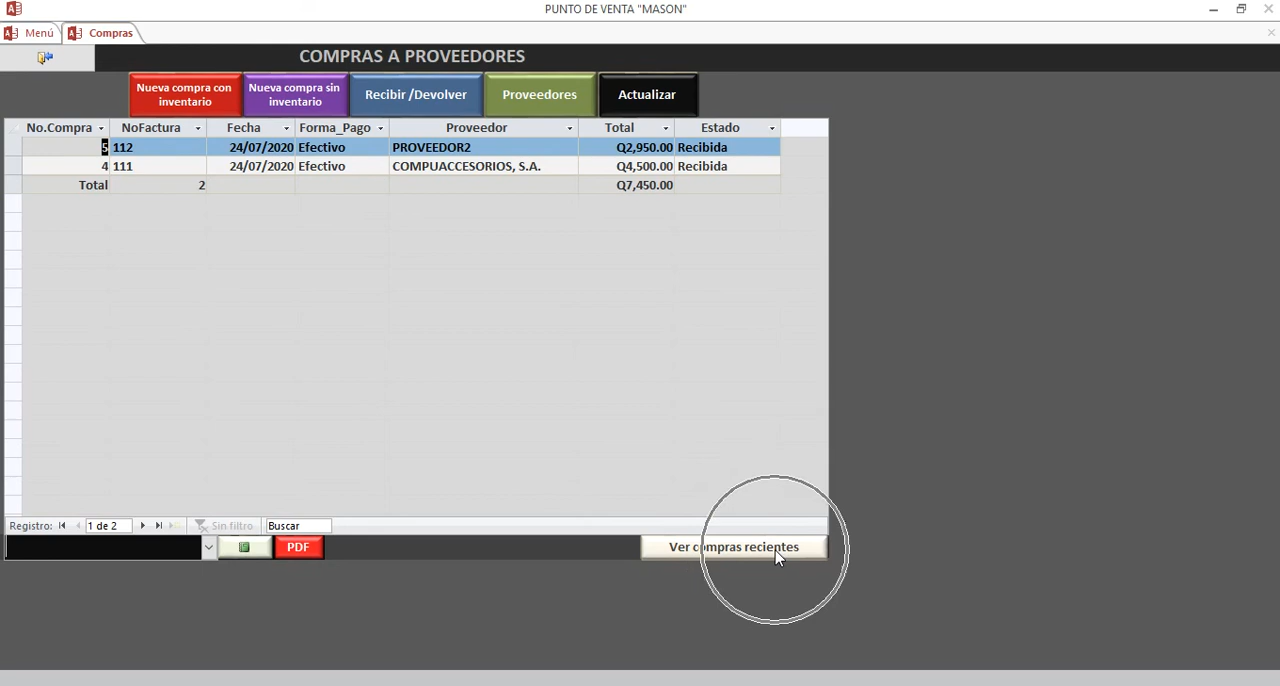 PUNTO DE VENTA "MASON"
Menú Compras
COMPRAS A PROVEEDORES
Nueva compra con inventario Nueva compra sin inventario Recibir /Devolver Proveedores Actualizar
No.Compra NoFactura Fecha Forma_Pago Proveedor Total Estado
5 112 24/07/2020 Efectivo PROVEEDOR2 Q2,950.00 Recibida
4 111 24/07/2020 Efectivo COMPUACCESORIOS, S.A. Q4,500.00 Recibida
Total 2 Q7,450.00
Registro: 1 de 2 Sin filtro Buscar
PDF Ver compras recientes